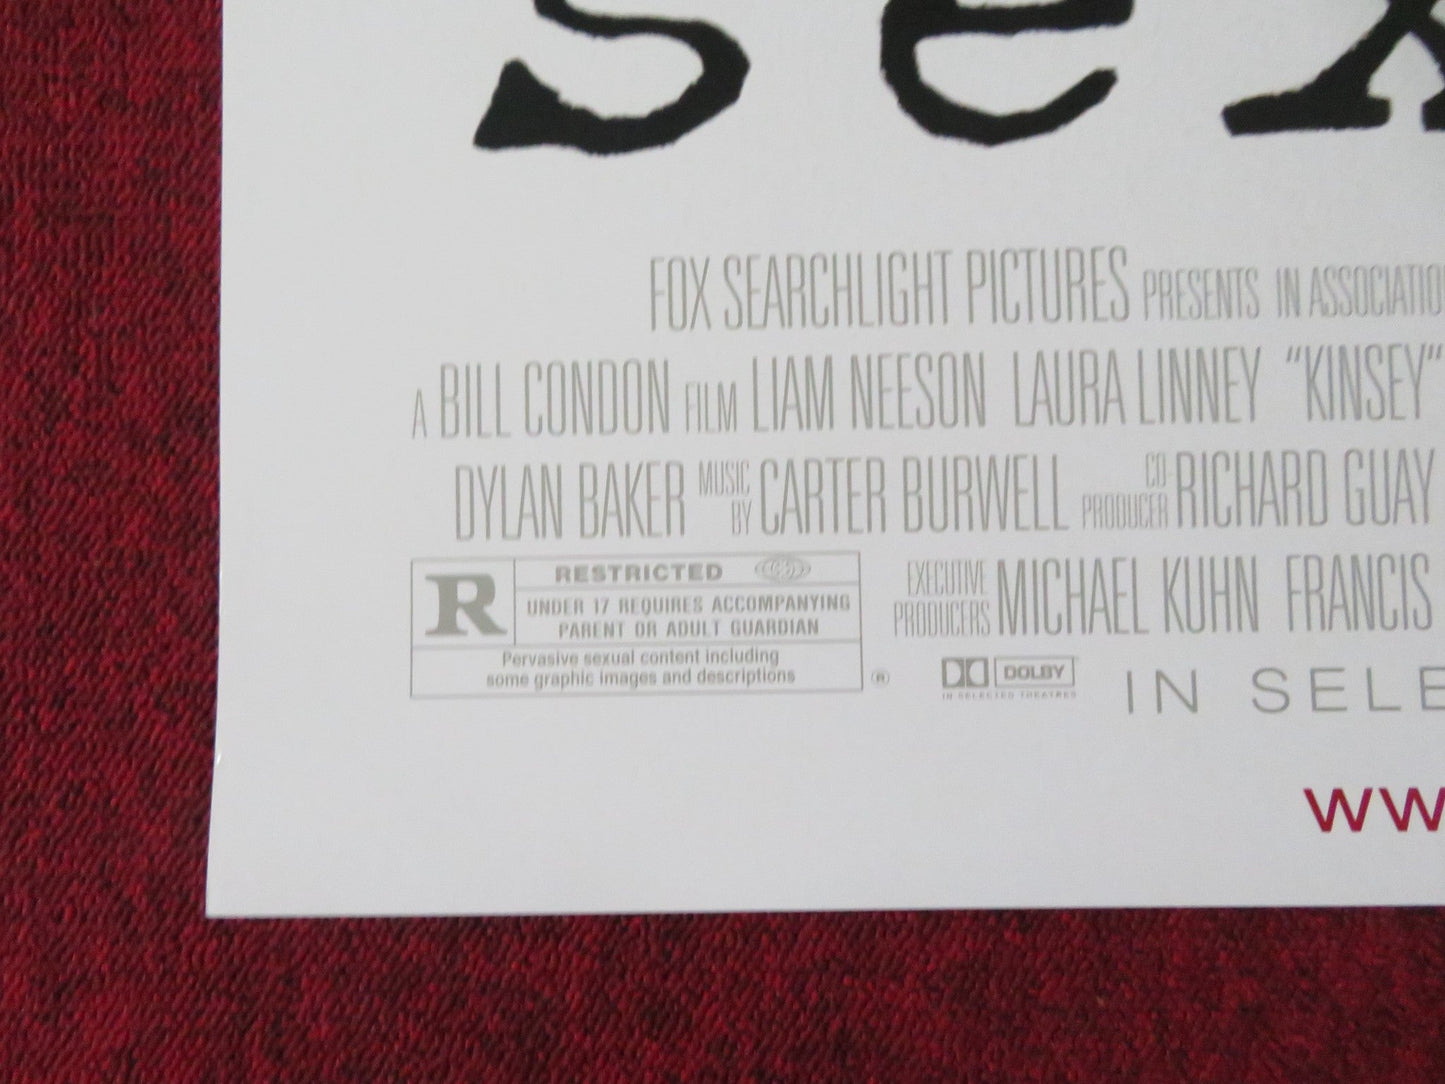 sex
FOX SEARCHLIGHT PICTURES PRESENTS IN ASSOCIATIO
A BILL CONDON FILM LIAM NEESON LAURA LINNEY "KINSEY"
DYLAN BAKER MUSIC BY CARTER BURWELL CO-PRODUCER RICHARD GUAY
EXECUTIVE PRODUCERS MICHAEL KUHN FRANCIS
R
RESTRICTED
UNDER 17 REQUIRES ACCOMPANYING
PARENT OR ADULT GUARDIAN
Pervasive sexual content including
some graphic images and descriptions
®
DOLBY
IN SELECTED THEATRES
IN SELE
ww